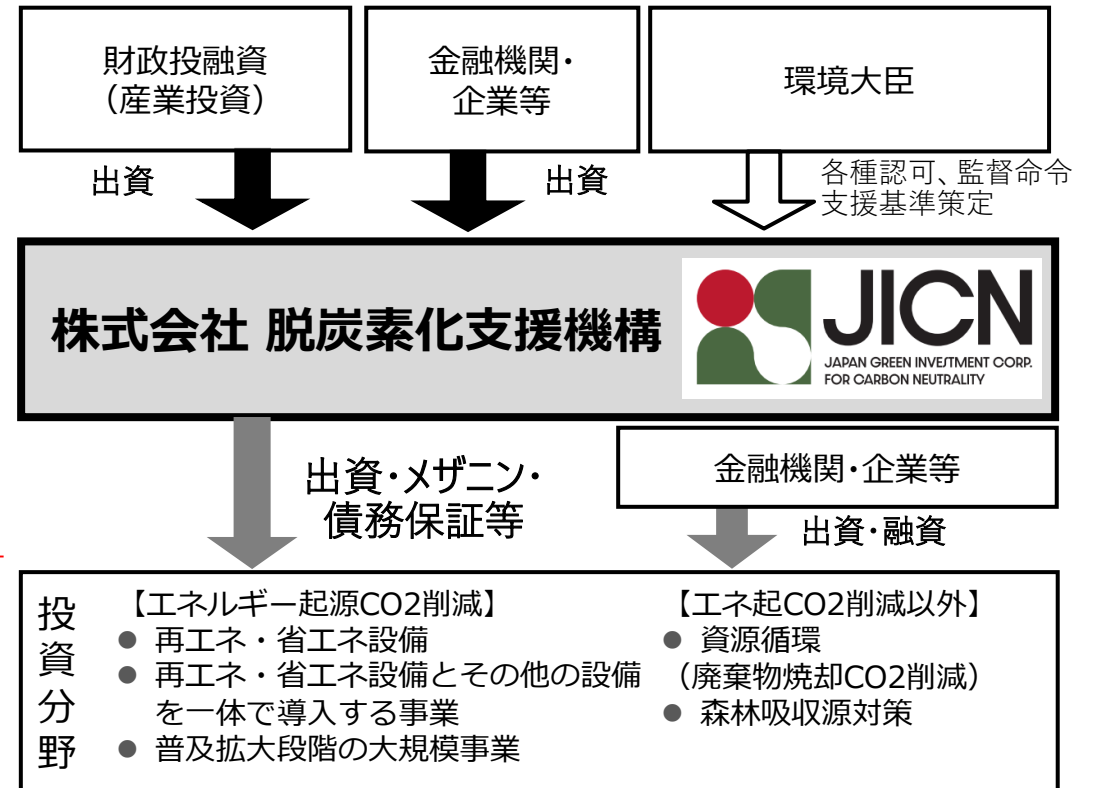 財政投融資
（産業投資）
金融機関・
企業等
環境大臣
出資
出資
各種認可、監督命令
支援基準策定
株式会社 脱炭素化支援機構
JICN
JAPAN GREEN INVESTMENT CORP.
FOR CARBON NEUTRALITY
出資・メザニン・
債務保証等
金融機関・企業等
出資・融資
投資分野
【エネルギー起源CO2削減】
● 再エネ・省エネ設備
● 再エネ・省エネ設備とその他の設備
を一体で導入する事業
● 普及拡大段階の大規模事業
【エネ起CO2削減以外】
● 資源循環
（廃棄物焼却CO2削減）
● 森林吸収源対策